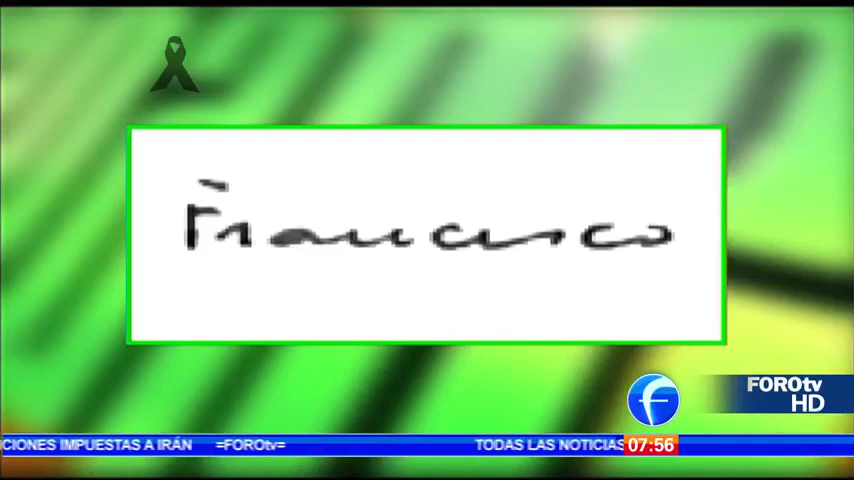 Francisco
FOROtv
HD
CIONES IMPUESTAS A IRÁN =FOROtv= TODAS LAS NOTICIAS 07:56